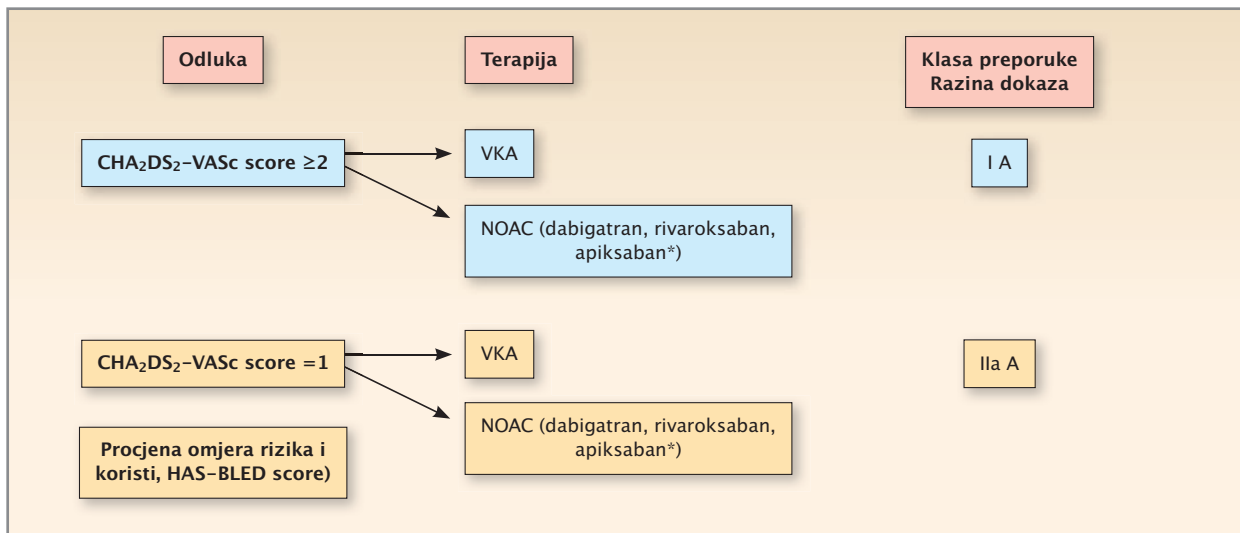 Odluka
Terapija
Klasa preporuke
Razina dokaza
CHA₂DS₂–VASc score ≥2
VKA
I A
NOAC (dabigatran, rivaroksaban,
apiksaban*)
CHA₂DS₂–VASc score =1
VKA
IIa A
NOAC (dabigatran, rivaroksaban,
apiksaban*)
Procjena omjera rizika i
koristi, HAS–BLED score)